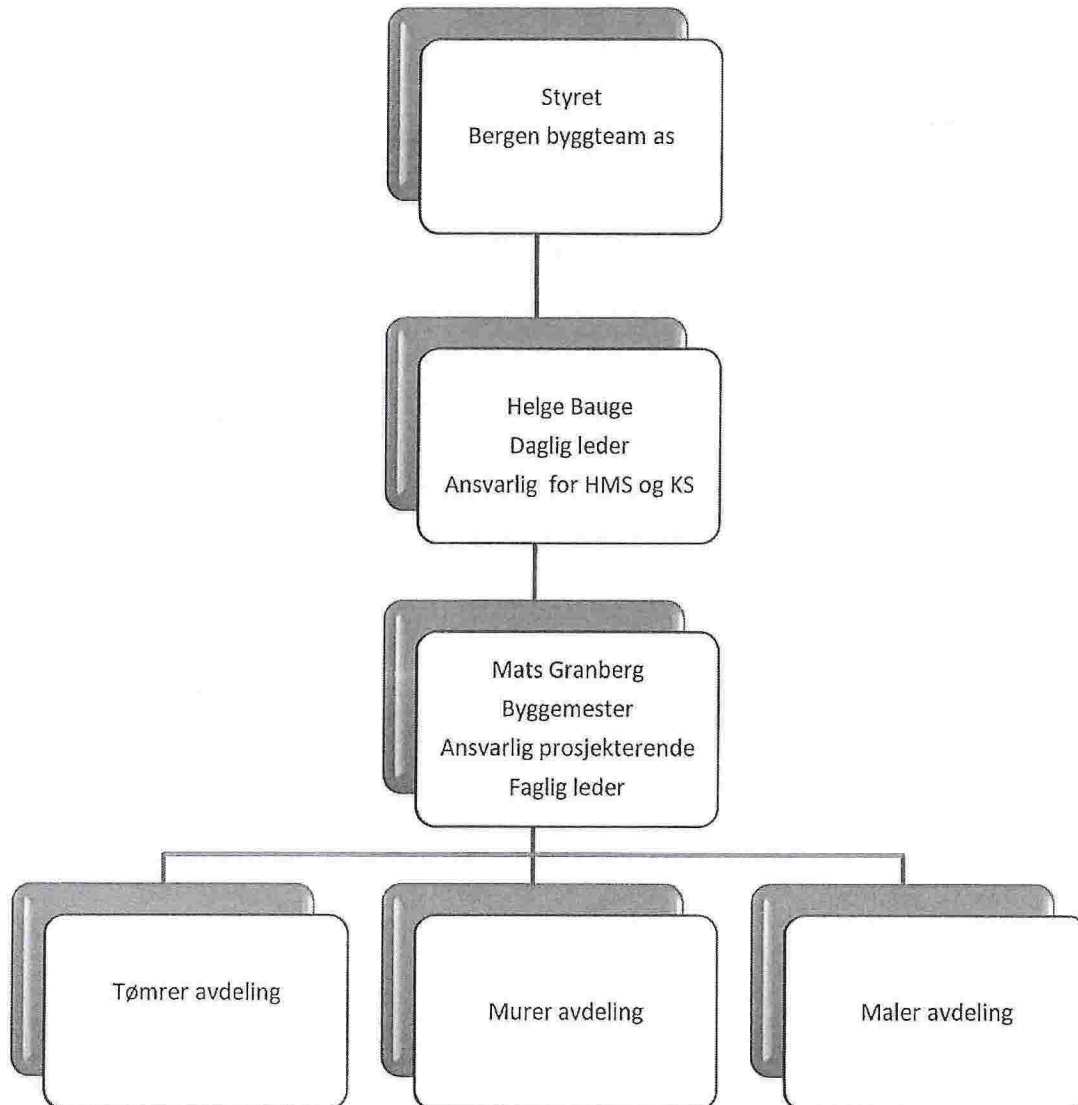 Styret
Bergen byggteam as
Helge Bauge
Daglig leder
Ansvarlig for HMS og KS
Mats Granberg
Byggemester
Ansvarlig prosjekterende
Faglig leder
Tømrer avdeling
Murer avdeling
Maler avdeling